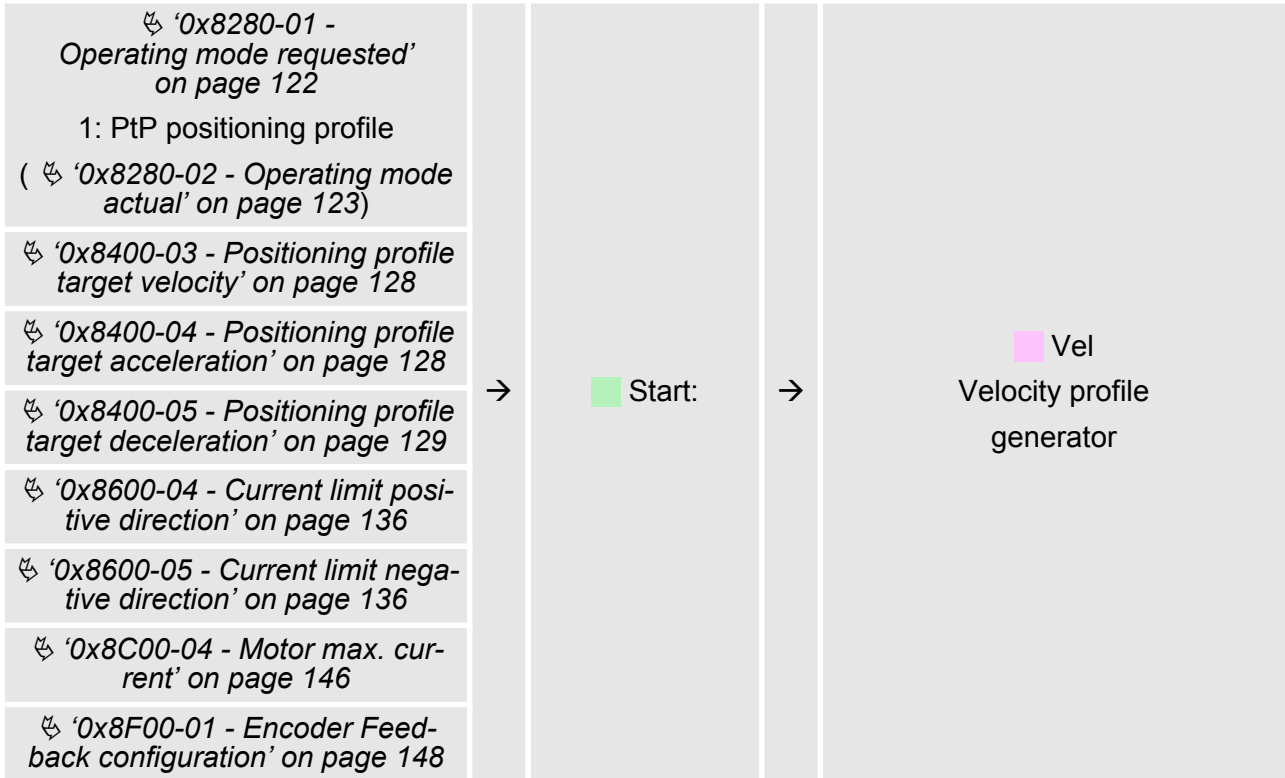 ↳ '0x8280-01 -
Operating mode requested'
on page 122
1: PtP positioning profile
( ↳ '0x8280-02 - Operating mode
actual' on page 123)
↳ '0x8400-03 - Positioning profile
target velocity' on page 128
↳ '0x8400-04 - Positioning profile
target acceleration' on page 128
↳ '0x8400-05 - Positioning profile
target deceleration' on page 129
↳ '0x8600-04 - Current limit posi-
tive direction' on page 136
↳ '0x8600-05 - Current limit nega-
tive direction' on page 136
↳ '0x8C00-04 - Motor max. cur-
rent' on page 146
↳ '0x8F00-01 - Encoder Feed-
back configuration' on page 148
→
Start:
→
Vel
Velocity profile
generator